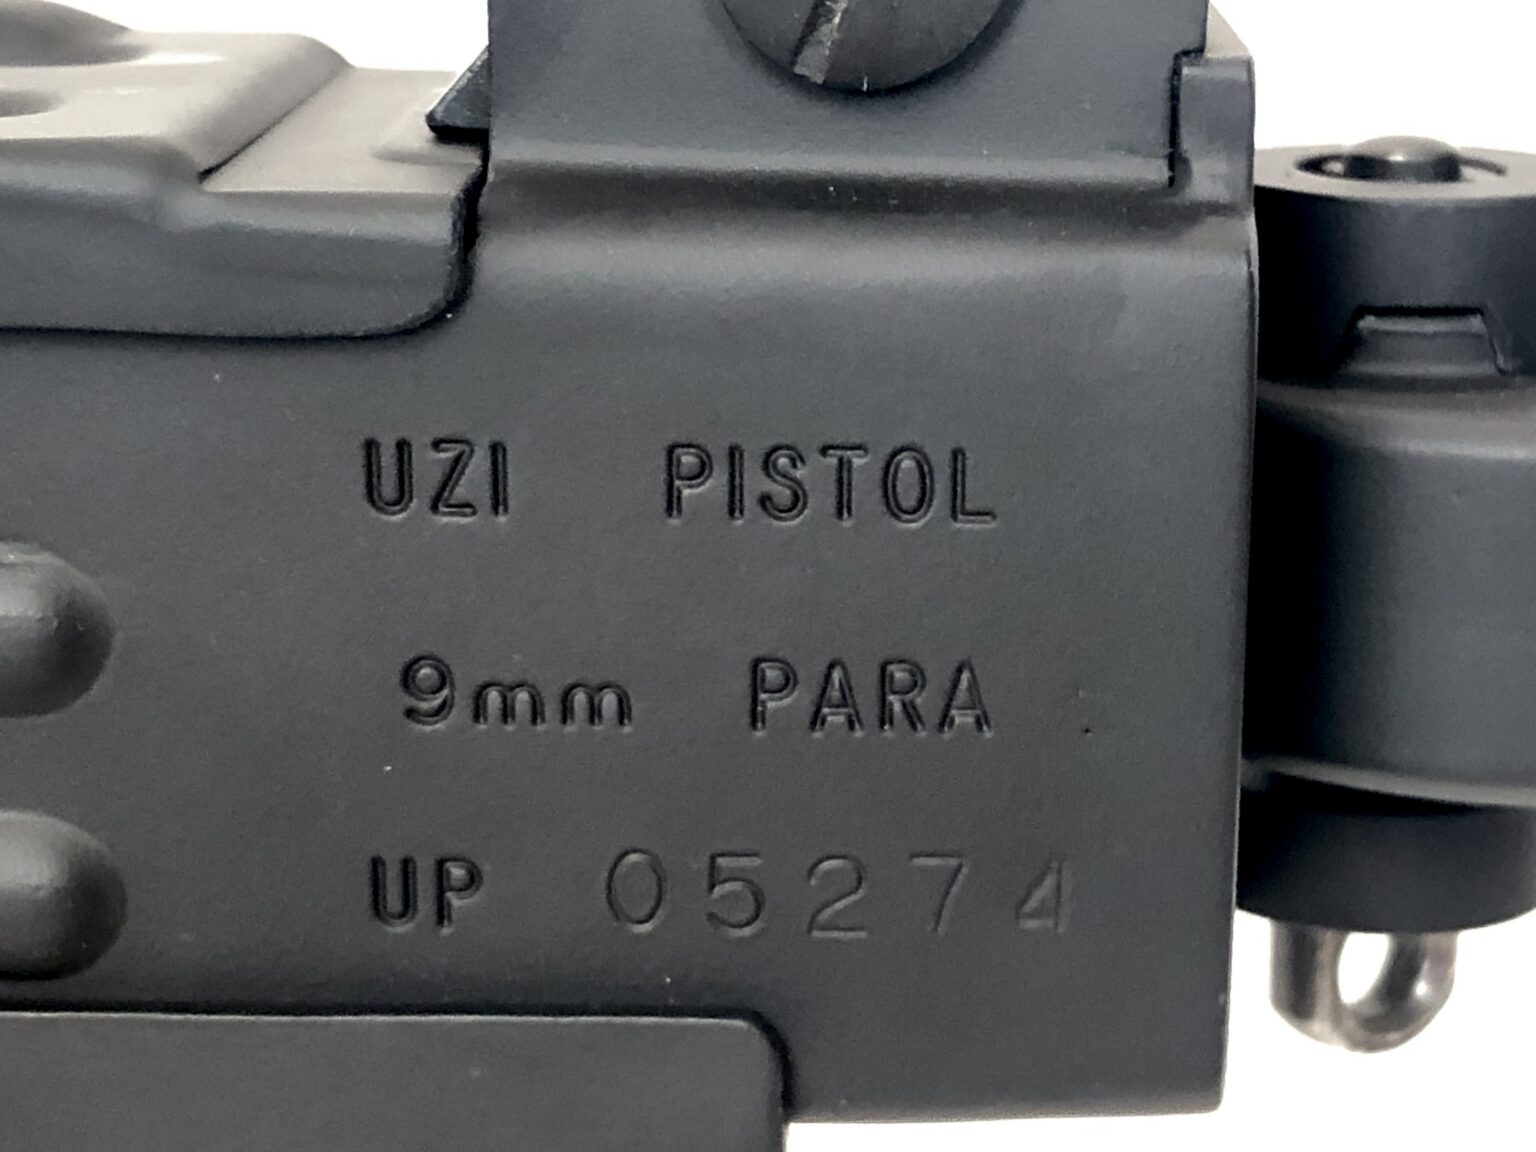 UZI PISTOL
9mm PARA
UP 05274